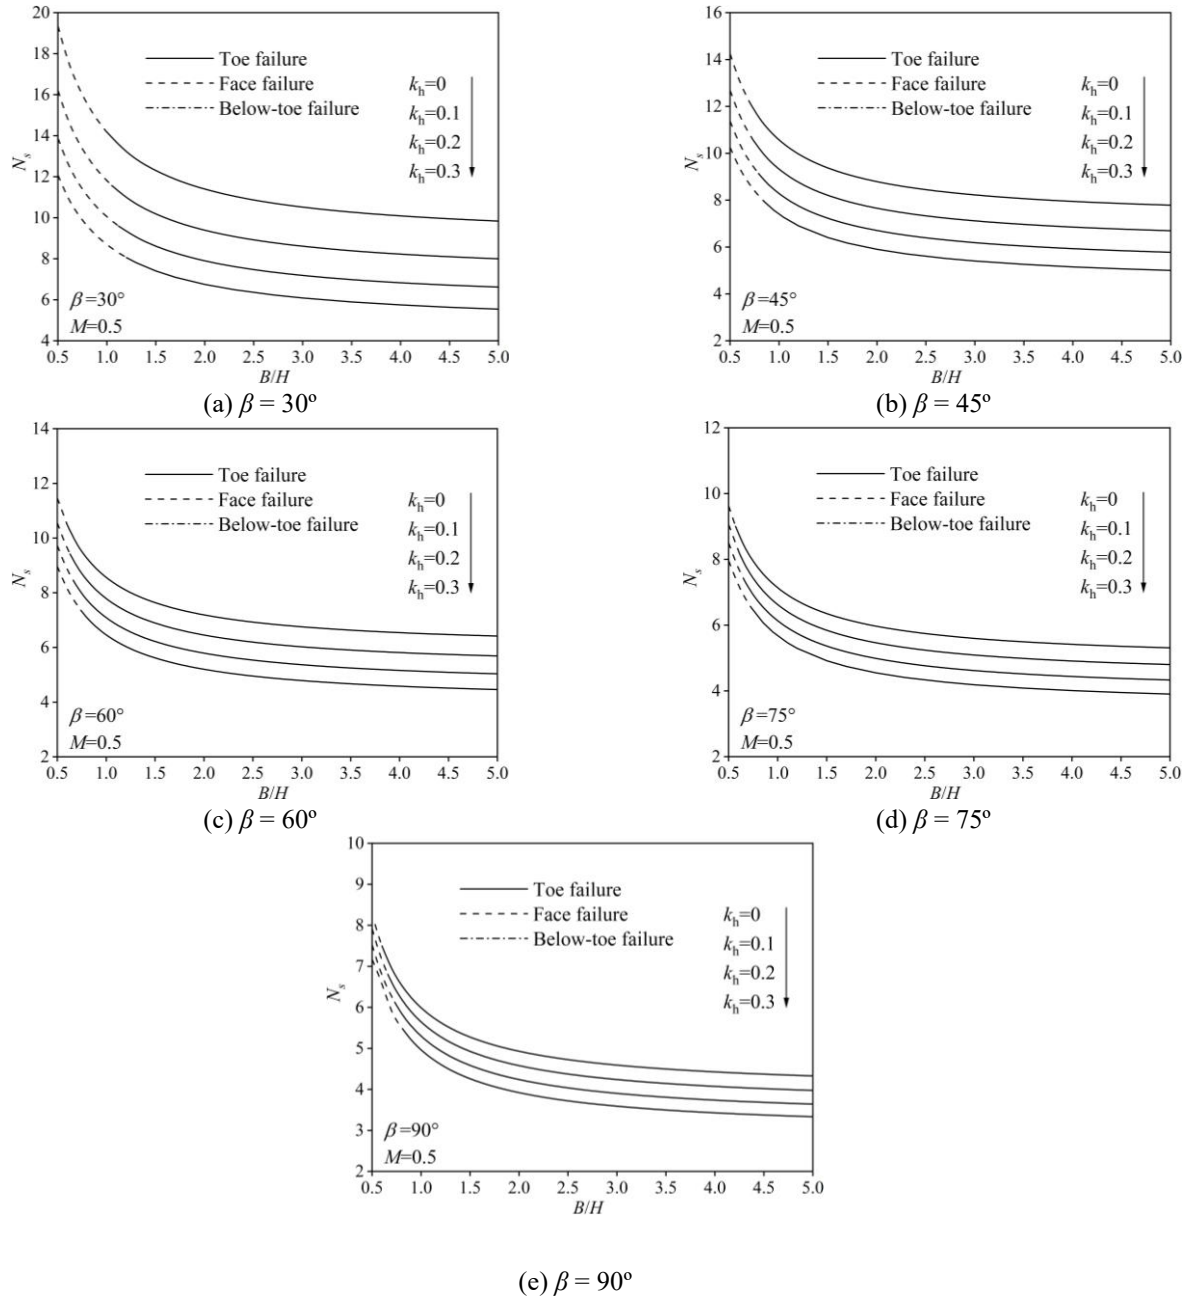 20
18
16
14
12
10
8
6
4
N_s
Toe failure
Face failure
Below-toe failure
k_h=0
k_h=0.1
k_h=0.2
k_h=0.3
β=30°
M=0.5
0.5 1.0 1.5 2.0 2.5 3.0 3.5 4.0 4.5 5.0
B/H
(a) β = 30º
16
14
12
10
8
6
4
2
N_s
Toe failure
Face failure
Below-toe failure
k_h=0
k_h=0.1
k_h=0.2
k_h=0.3
β=45°
M=0.5
0.5 1.0 1.5 2.0 2.5 3.0 3.5 4.0 4.5 5.0
B/H
(b) β = 45º
14
12
10
8
6
4
2
N_s
Toe failure
Face failure
Below-toe failure
k_h=0
k_h=0.1
k_h=0.2
k_h=0.3
β=60°
M=0.5
0.5 1.0 1.5 2.0 2.5 3.0 3.5 4.0 4.5 5.0
B/H
(c) β = 60º
12
10
8
6
4
2
N_s
Toe failure
Face failure
Below-toe failure
k_h=0
k_h=0.1
k_h=0.2
k_h=0.3
β=75°
M=0.5
0.5 1.0 1.5 2.0 2.5 3.0 3.5 4.0 4.5 5.0
B/H
(d) β = 75º
10
9
8
7
6
5
4
3
2
N_s
Toe failure
Face failure
Below-toe failure
k_h=0
k_h=0.1
k_h=0.2
k_h=0.3
β=90°
M=0.5
0.5 1.0 1.5 2.0 2.5 3.0 3.5 4.0 4.5 5.0
B/H
(e) β = 90º